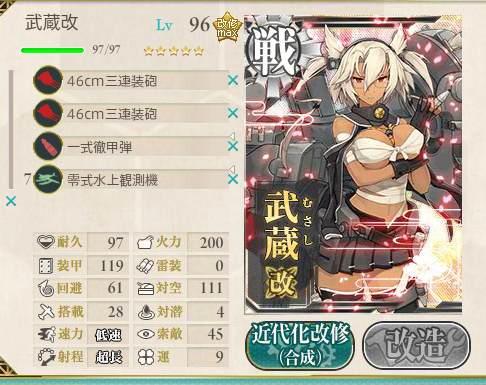 武蔵改 Lv 96
改修max
97/97
46cm三連装砲
46cm三連装砲
一式徹甲弾
7 零式水上観測機
戦
むさし
武蔵改
耐久 97 火力 200
装甲 119 雷装 0
回避 61 対空 111
搭載 28 対潜 4
速力 低速 索敵 45
射程 超長 運 9
近代化改修
(合成)
改造